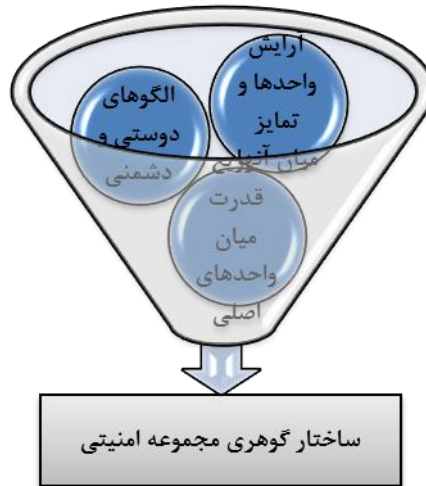 آرایش
واحدها و
تمایز
میان آنها
الگوهای
دوستی و
دشمنی
قدرت
میان
واحدهای
اصلی
ساختار گوهری مجموعه امنیتی